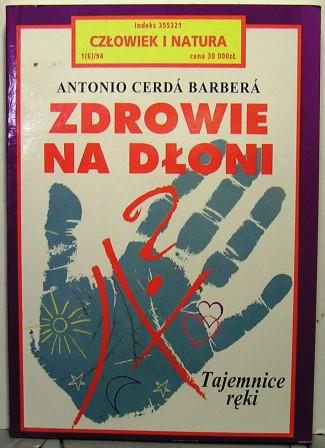 Indeks 355321
CZŁOWIEK I NATURA
1(6)/94 cena 30 000zł
ANTONIO CERDÁ BARBERÁ
ZDROWIE
NA DŁONI
Tajemnice
ręki